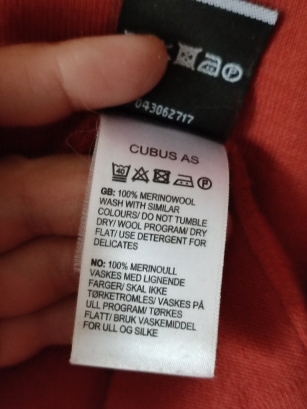 043062717
CUBUS AS
40
GB: 100% MERINOWOOL
WASH WITH SIMILAR
COLOURS/ DO NOT TUMBLE
DRY/ WOOL PROGRAM/ DRY
FLAT/ USE DETERGENT FOR
DELICATES
NO: 100% MERINOULL
VASKES MED LIGNENDE
FARGER/ SKAL IKKE
TØRKETROMLES/ VASKES PÅ
ULL PROGRAM/ TØRKES
FLATT/ BRUK VASKEMIDDEL
FOR ULL OG SILKE